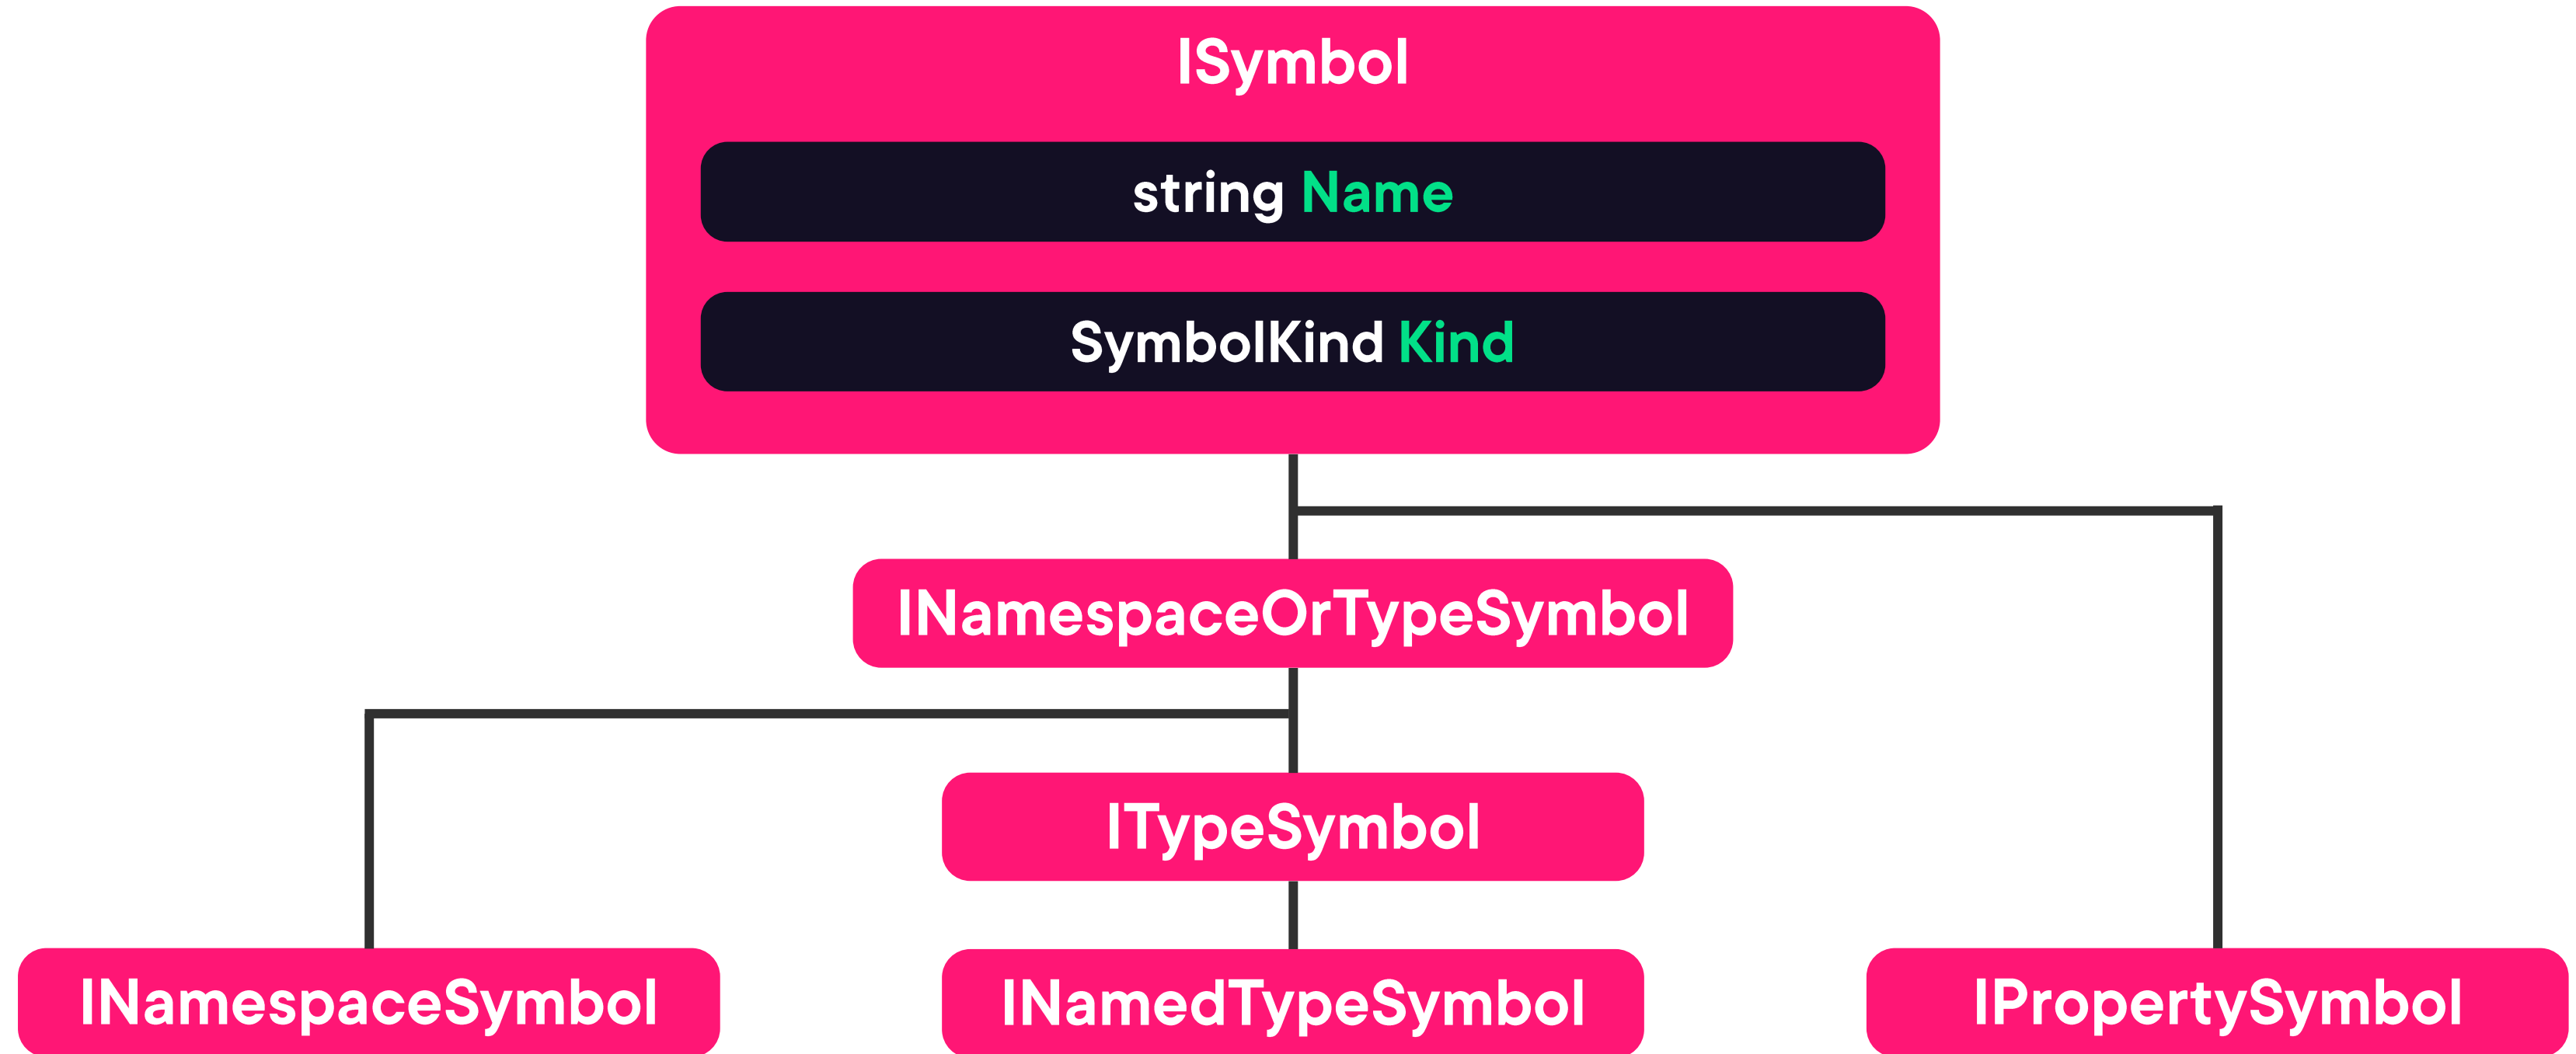 ISymbol
string Name
SymbolKind Kind
INamespaceOrTypeSymbol
ITypeSymbol
INamespaceSymbol
INamedTypeSymbol
IPropertySymbol